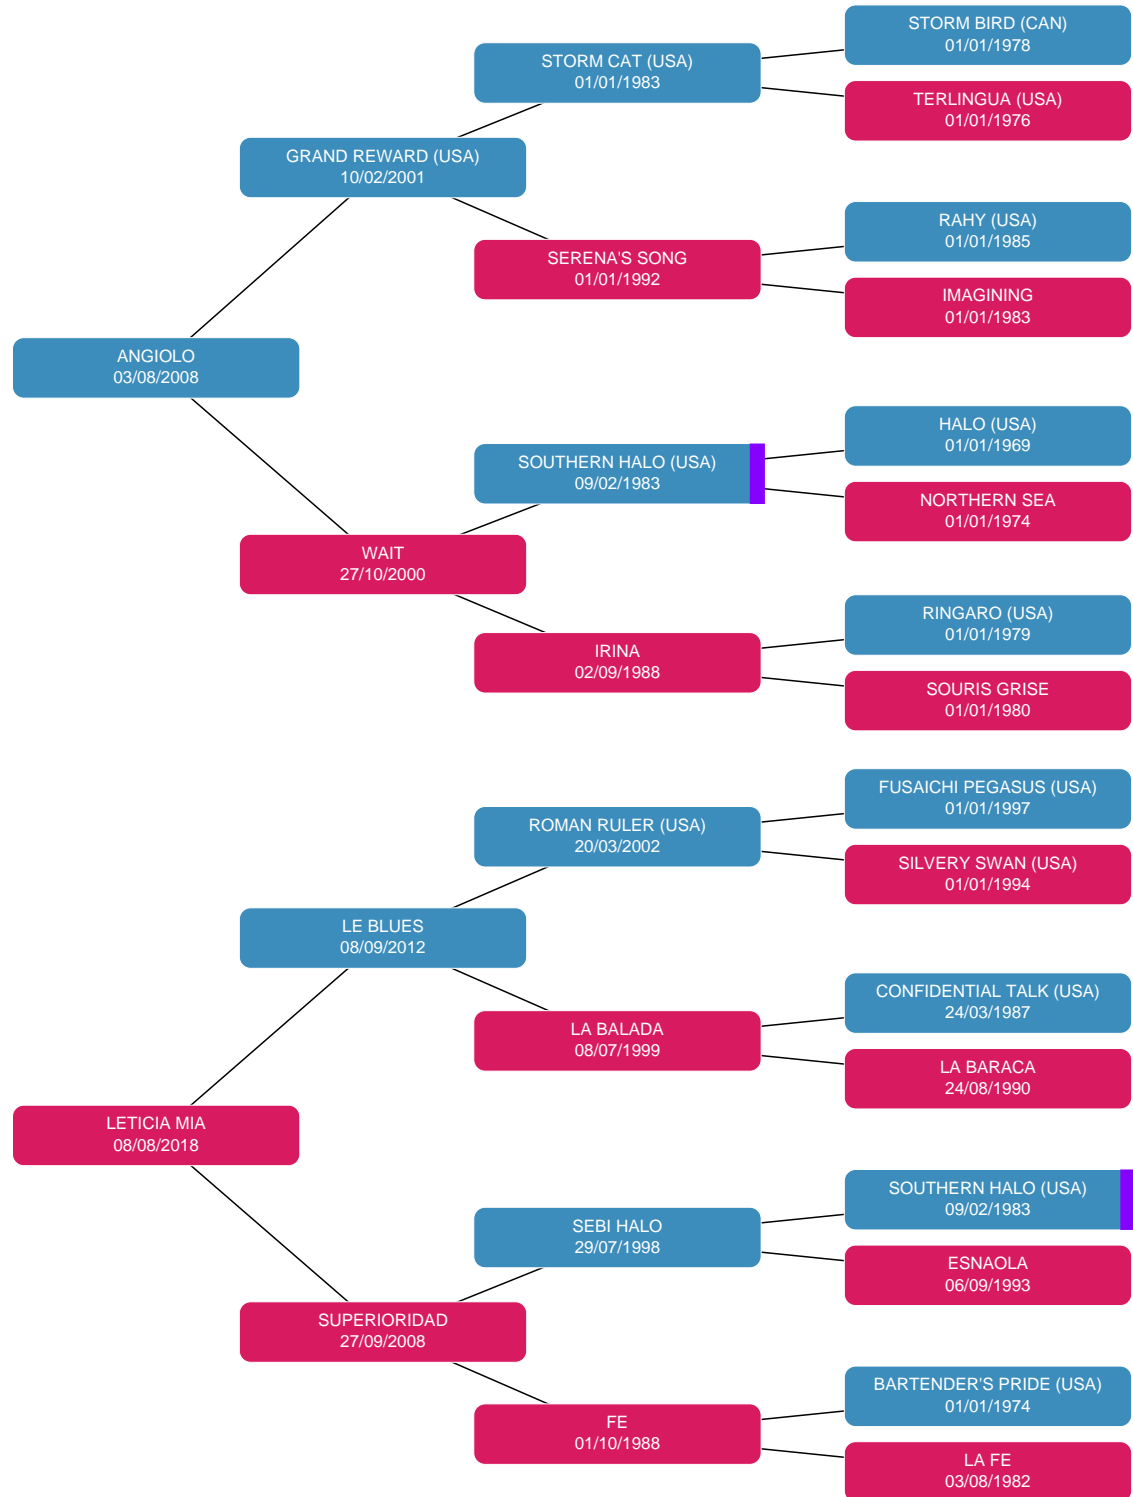 STORM BIRD (CAN)
01/01/1978
STORM CAT (USA)
01/01/1983
TERLINGUA (USA)
01/01/1976
GRAND REWARD (USA)
10/02/2001
RAHY (USA)
01/01/1985
SERENA'S SONG
01/01/1992
IMAGINING
01/01/1983
ANGIOLO
03/08/2008
HALO (USA)
01/01/1969
SOUTHERN HALO (USA)
09/02/1983
NORTHERN SEA
01/01/1974
WAIT
27/10/2000
RINGARO (USA)
01/01/1979
IRINA
02/09/1988
SOURIS GRISE
01/01/1980
FUSAICHI PEGASUS (USA)
01/01/1997
ROMAN RULER (USA)
20/03/2002
SILVERY SWAN (USA)
01/01/1994
LE BLUES
08/09/2012
CONFIDENTIAL TALK (USA)
24/03/1987
LA BALADA
08/07/1999
LA BARACA
24/08/1990
LETICIA MIA
08/08/2018
SOUTHERN HALO (USA)
09/02/1983
SEBI HALO
29/07/1998
ESNAOLA
06/09/1993
SUPERIORIDAD
27/09/2008
BARTENDER'S PRIDE (USA)
01/01/1974
FE
01/10/1988
LA FE
03/08/1982